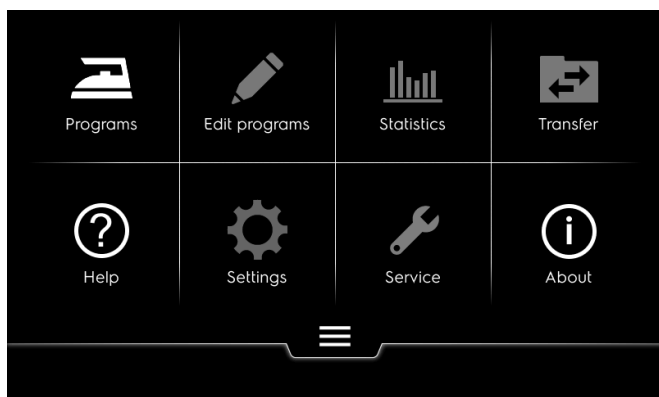 Programs
Edit programs
Statistics
Transfer
Help
Settings
Service
About